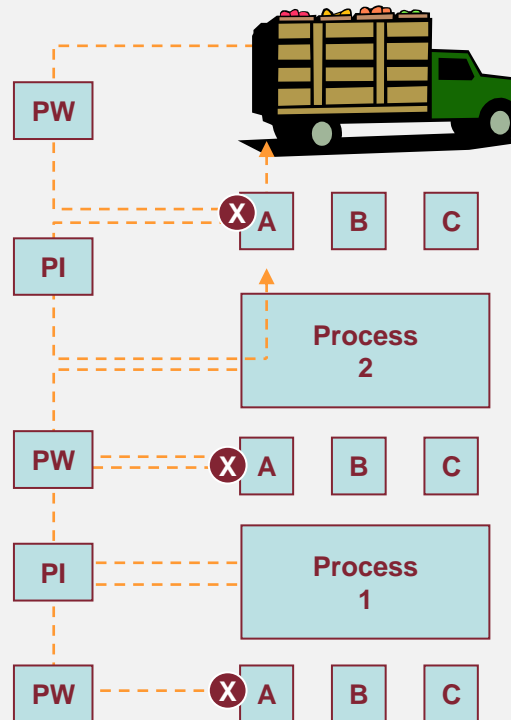 PW
X A B C
PI
Process
2
PW X A B C
PI
Process
1
PW X A B C